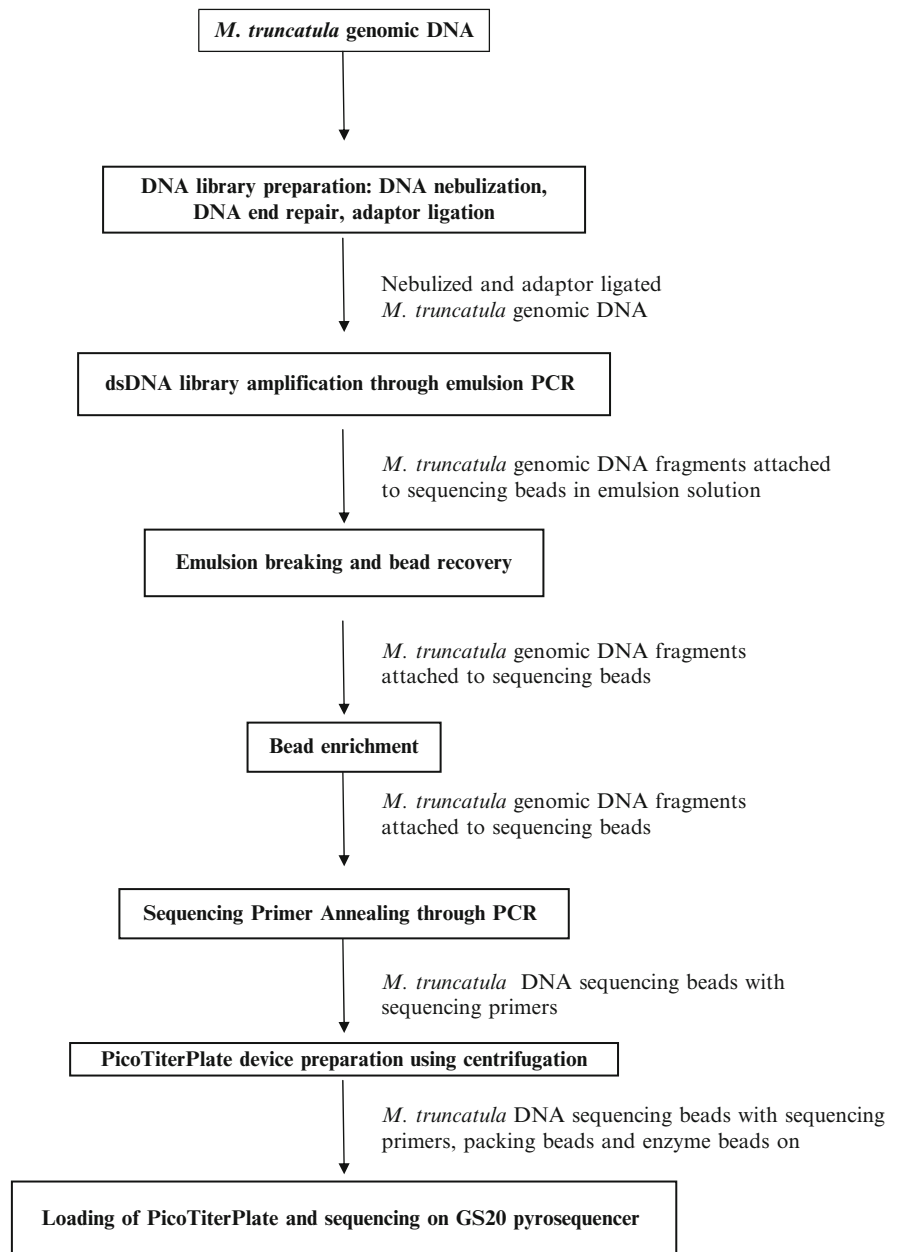 M. truncatula genomic DNA
DNA library preparation: DNA nebulization,
DNA end repair, adaptor ligation
Nebulized and adaptor ligated
M. truncatula genomic DNA
dsDNA library amplification through emulsion PCR
M. truncatula genomic DNA fragments attached
to sequencing beads in emulsion solution
Emulsion breaking and bead recovery
M. truncatula genomic DNA fragments
attached to sequencing beads
Bead enrichment
M. truncatula genomic DNA fragments
attached to sequencing beads
Sequencing Primer Annealing through PCR
M. truncatula DNA sequencing beads with
sequencing primers
PicoTiterPlate device preparation using centrifugation
M. truncatula DNA sequencing beads with sequencing
primers, packing beads and enzyme beads on
Loading of PicoTiterPlate and sequencing on GS20 pyrosequencer